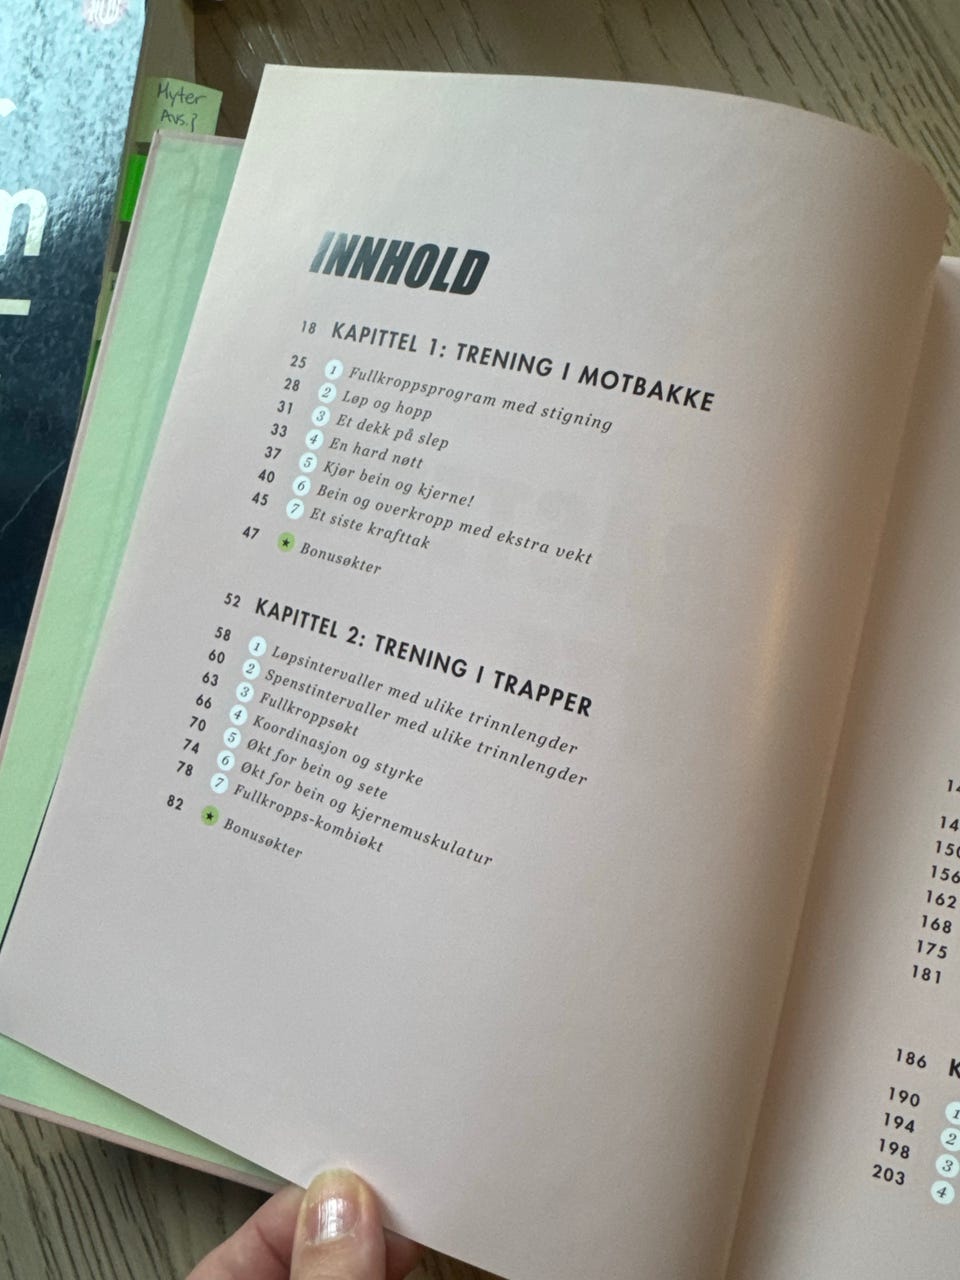 Myter
Avs.}
m
INNHOLD
18 KAPITTEL 1: TRENING I MOTBAKKE
25 1 Fullkroppsprogram med stigning
28 2 Løp og hopp
31 3 Et dekk på slep
33 4 En hard nøtt
37 5 Kjør bein og kjerne!
40 6 Bein og overkropp med ekstra vekt
45 7 Et siste krafttak
47 ★ Bonusøkter
52 KAPITTEL 2: TRENING I TRAPPER
58 1 Løpsintervaller med ulike trinnlengder
60 2 Spenstintervaller med ulike trinnlengder
63 3 Fullkroppsøkt
66 4 Koordinasjon og styrke
70 5 Økt for bein og sete
74 6 Økt for bein og kjernemuskulatur
78 7 Fullkropps-kombiøkt
82 ★ Bonusøkter
156
162
168
175
181
186 K
190 1
194 2
198 3
203 4